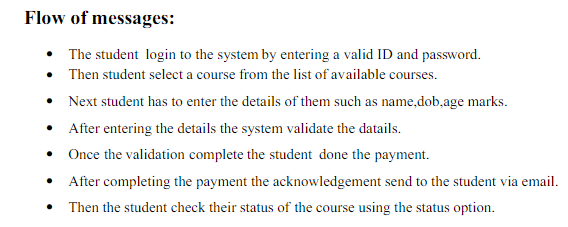 Flow of messages:
• The student login to the system by entering a valid ID and password.
• Then student select a course from the list of available courses.
• Next student has to enter the details of them such as name,dob,age marks.
• After entering the details the system validate the datails.
• Once the validation complete the student done the payment.
• After completing the payment the acknowledgement send to the student via email.
• Then the student check their status of the course using the status option.